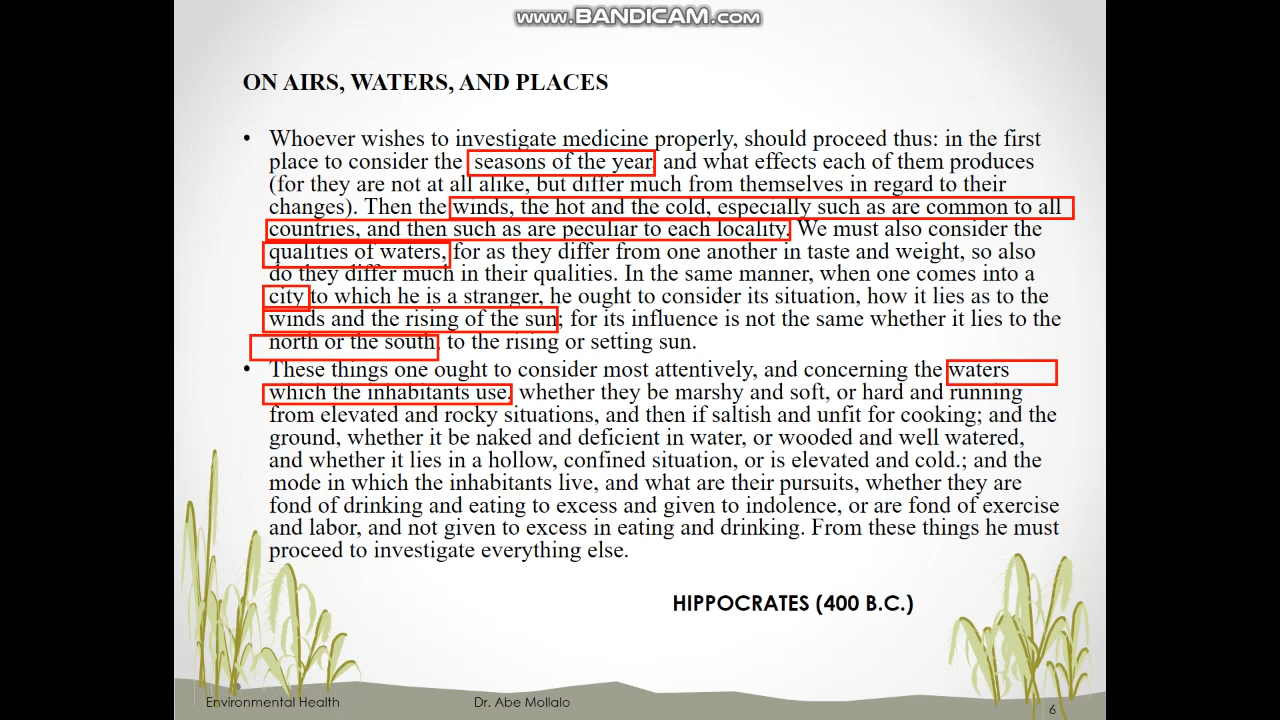 www.BANDICAM.com
ON AIRS, WATERS, AND PLACES
• Whoever wishes to investigate medicine properly, should proceed thus: in the first
place to consider the seasons of the year, and what effects each of them produces
(for they are not at all alike, but differ much from themselves in regard to their
changes). Then the winds, the hot and the cold, especially such as are common to all
countries, and then such as are peculiar to each locality. We must also consider the
qualities of waters, for as they differ from one another in taste and weight, so also
do they differ much in their qualities. In the same manner, when one comes into a
city to which he is a stranger, he ought to consider its situation, how it lies as to the
winds and the rising of the sun; for its influence is not the same whether it lies to the
north or the south, to the rising or setting sun.
• These things one ought to consider most attentively, and concerning the waters
which the inhabitants use, whether they be marshy and soft, or hard and running
from elevated and rocky situations, and then if saltish and unfit for cooking; and the
ground, whether it be naked and deficient in water, or wooded and well watered,
and whether it lies in a hollow, confined situation, or is elevated and cold.; and the
mode in which the inhabitants live, and what are their pursuits, whether they are
fond of drinking and eating to excess and given to indolence, or are fond of exercise
and labor, and not given to excess in eating and drinking. From these things he must
proceed to investigate everything else.
HIPPOCRATES (400 B.C.)
Environmental Health
Dr. Abe Mollalo
6